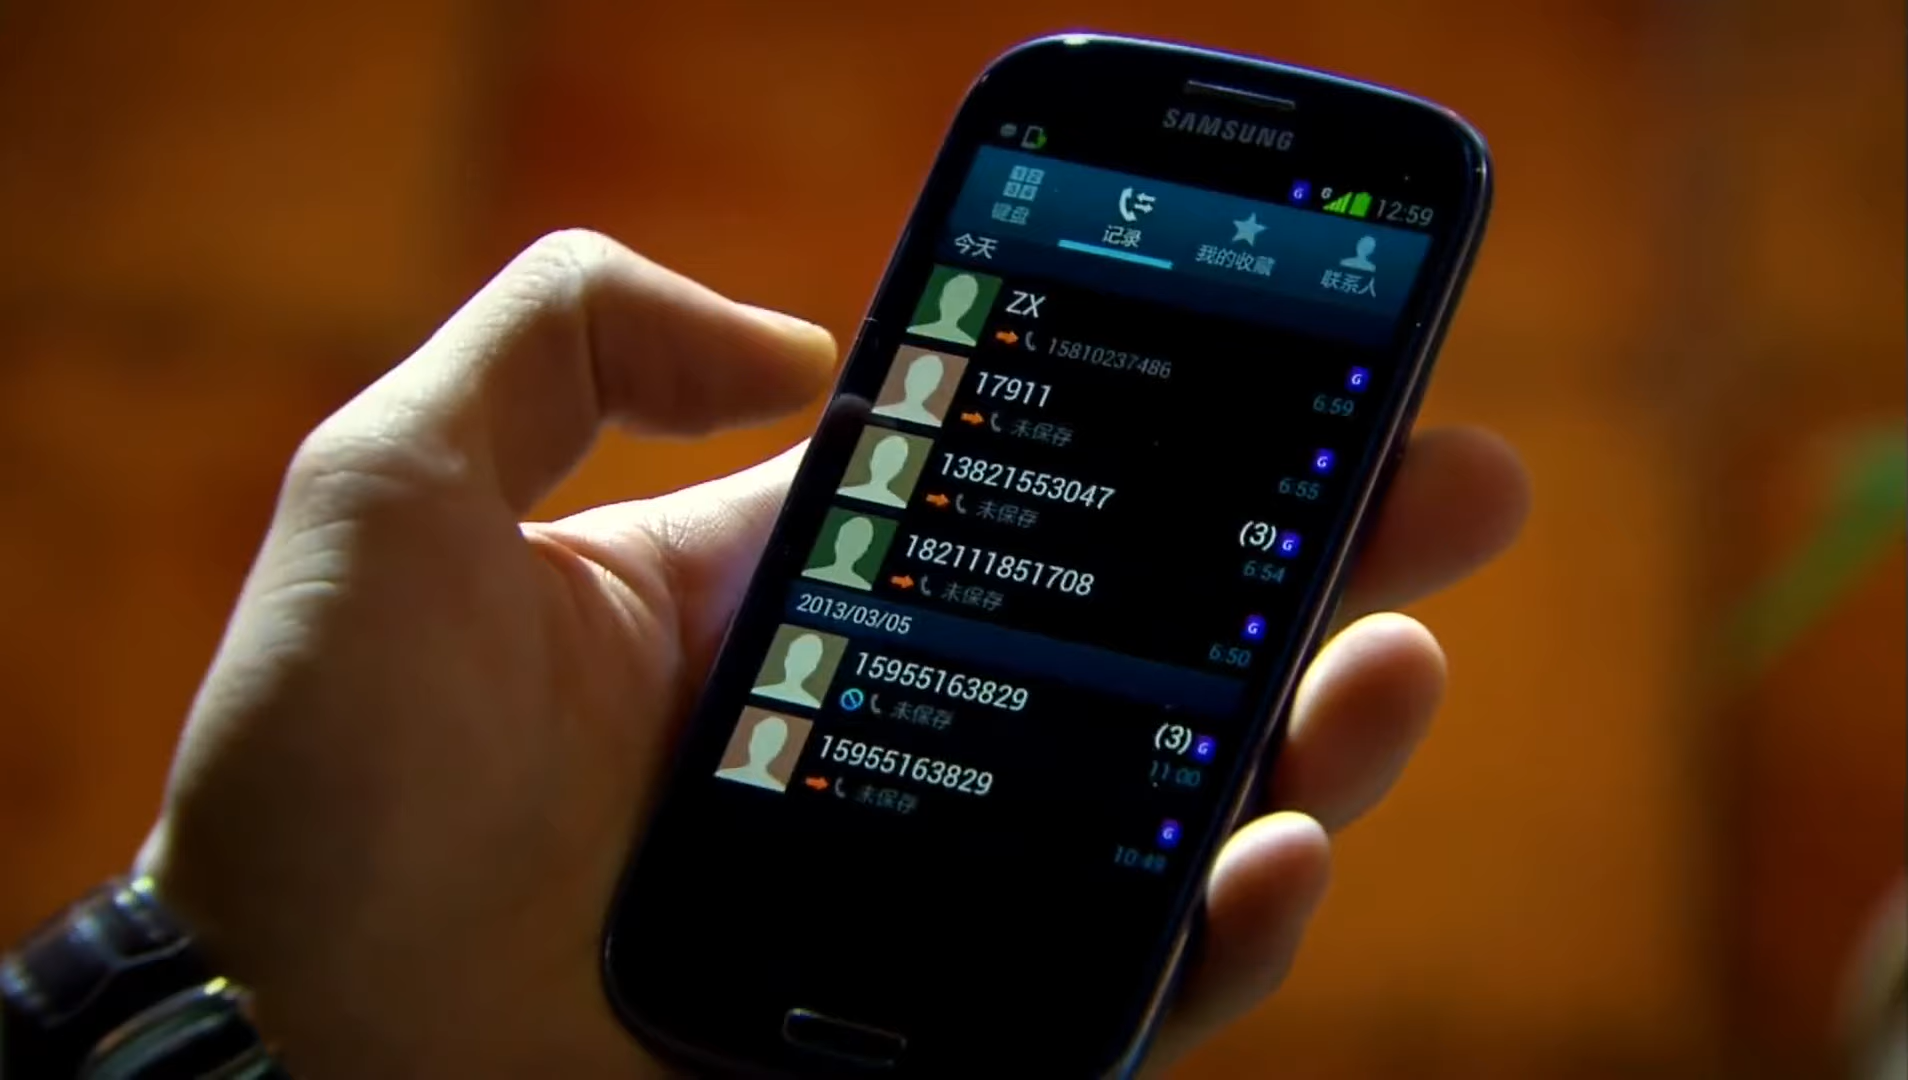 SAMSUNG
G G 12:59
键盘 记录 我的收藏 联系人
今天
ZX
15810237486
G
6:59
17911
未保存
G
6:55
13821553047
未保存
(3) G
6:54
182111851708
未保存
G
6:50
2013/03/05
15955163829
未保存
(3) G
11:00
15955163829
未保存
G
10:49